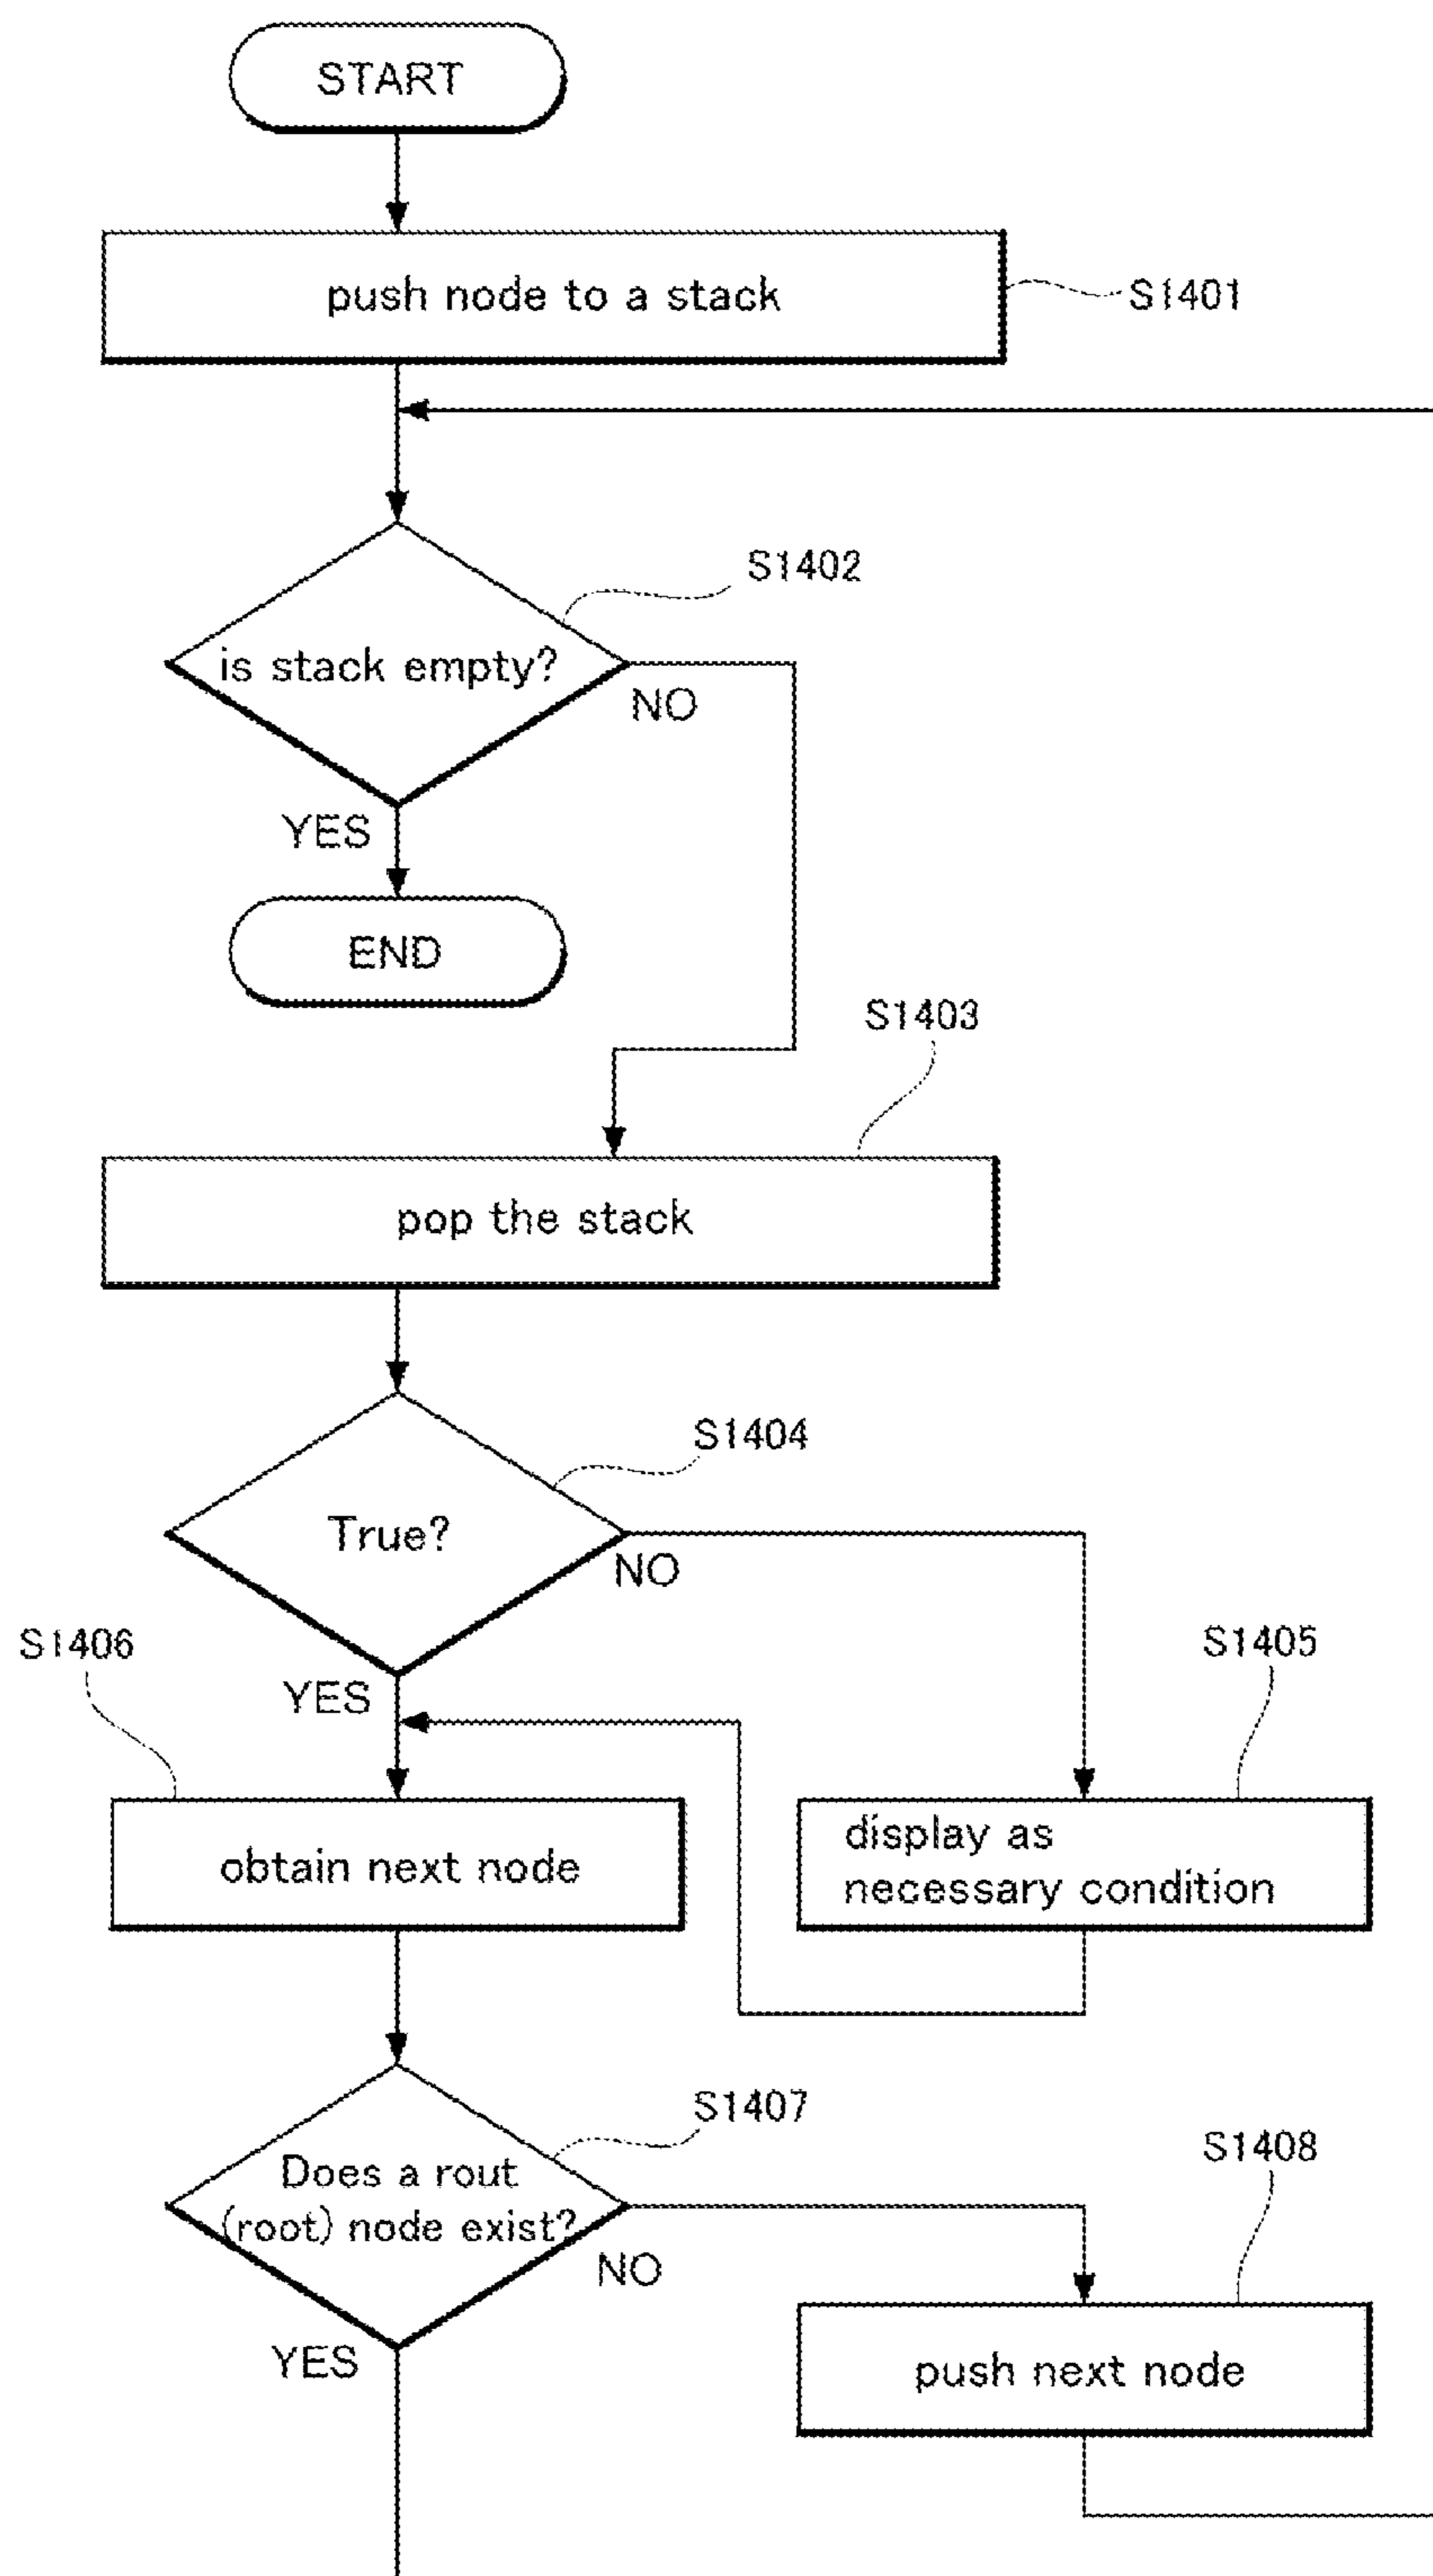 START
push node to a stack
S1401
S1402
is stack empty?
NO
YES
END
S1403
pop the stack
S1404
True?
NO
S1406
YES
S1405
obtain next node
display as
necessary condition
S1407
Does a rout
(root) node exist?
NO
S1408
YES
push next node